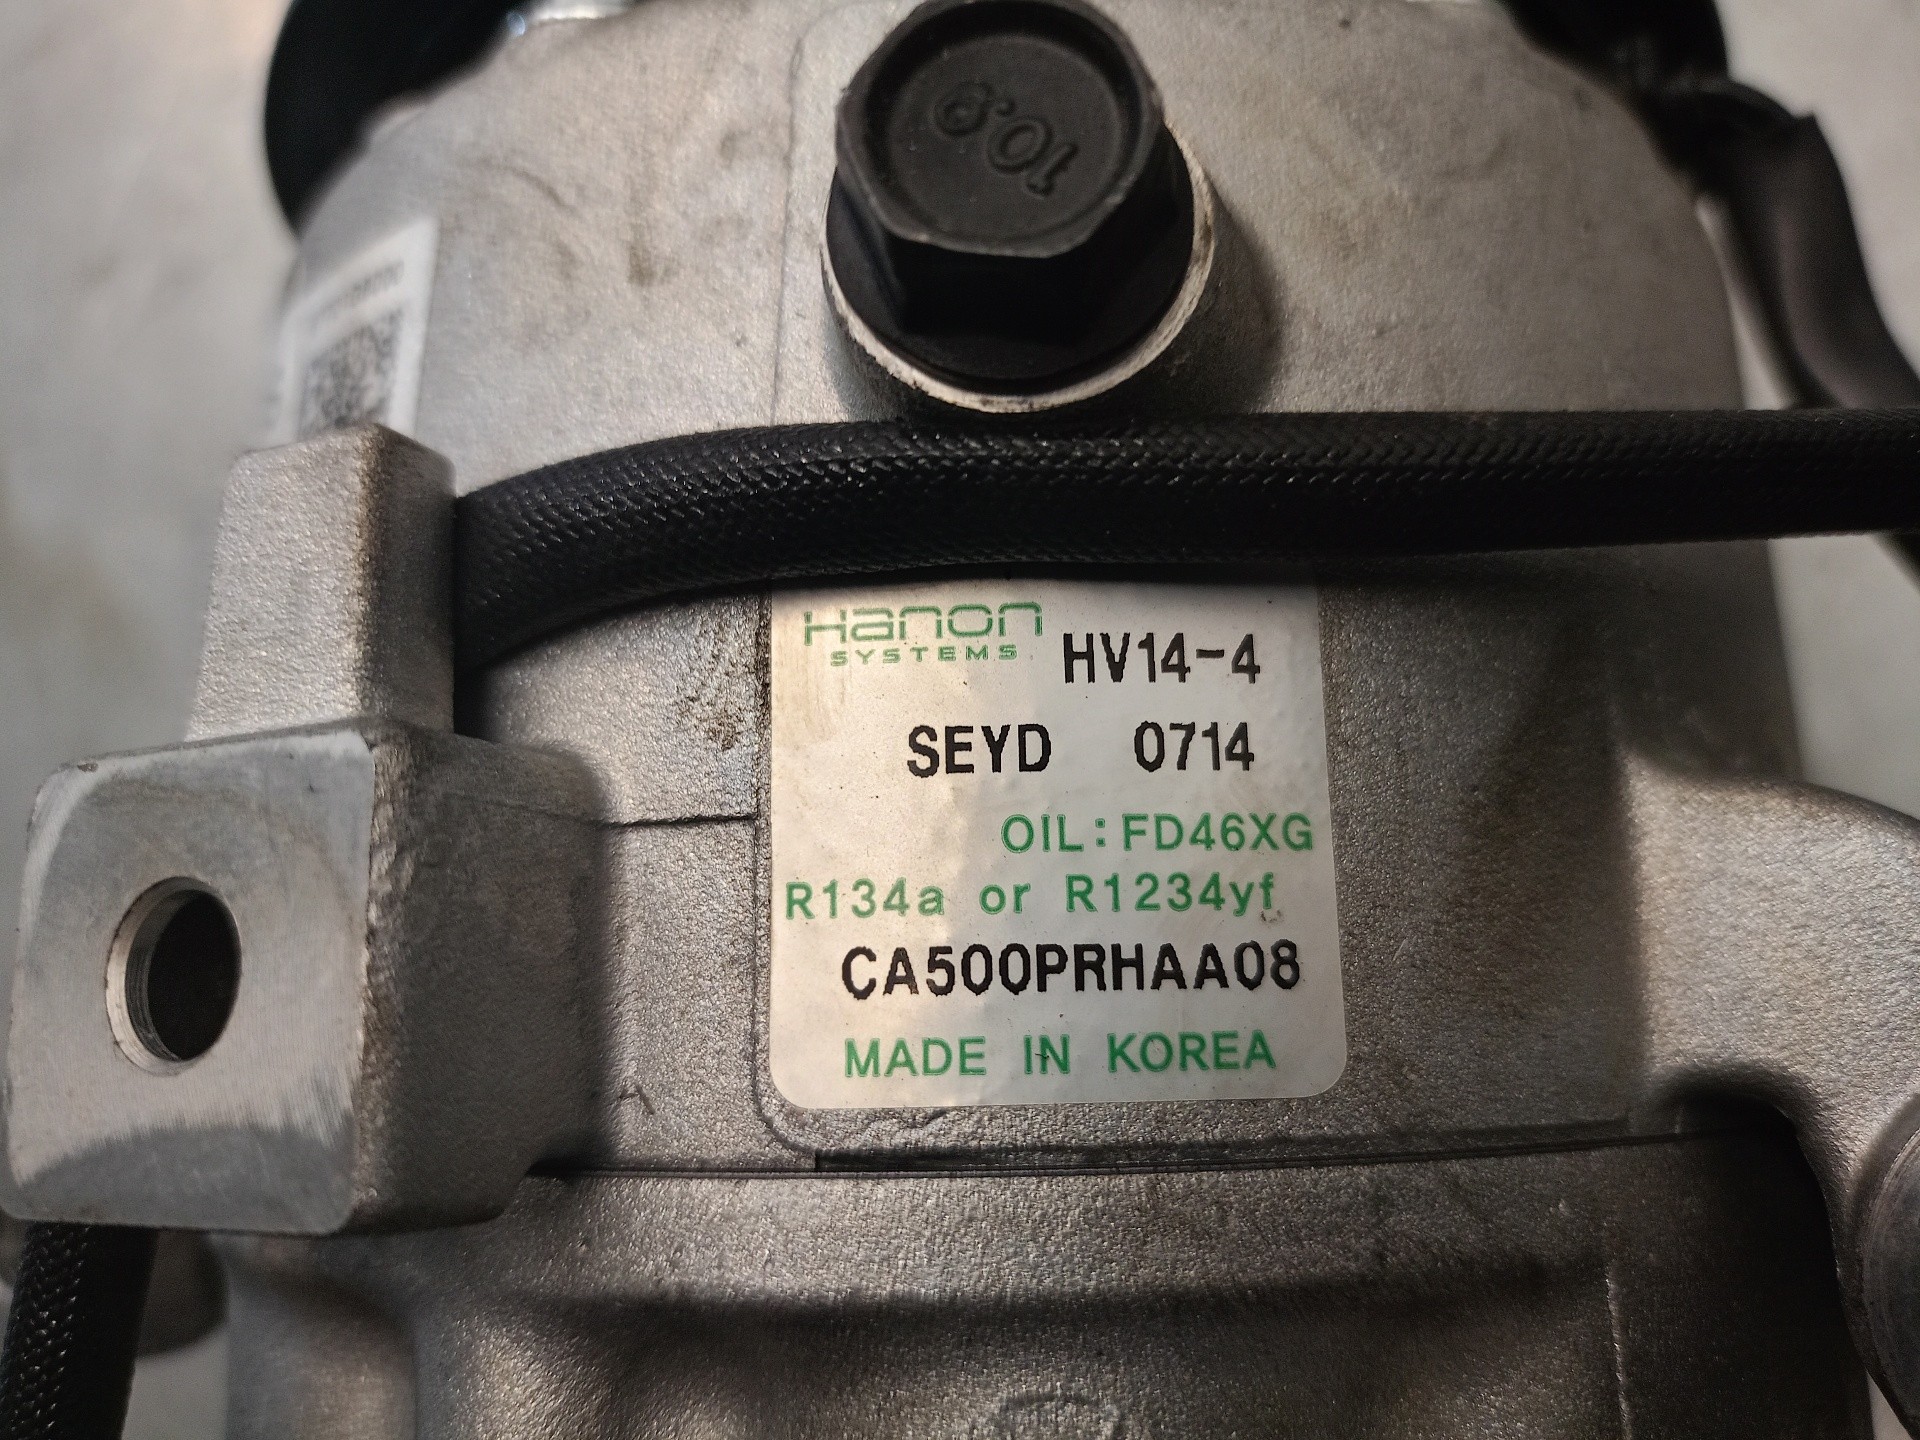 10.9
Hanon
SYSTEMS
HV14-4
SEYD 0714
OIL:FD46XG
R134a or R1234yf
CA500PRHAA08
MADE IN KOREA